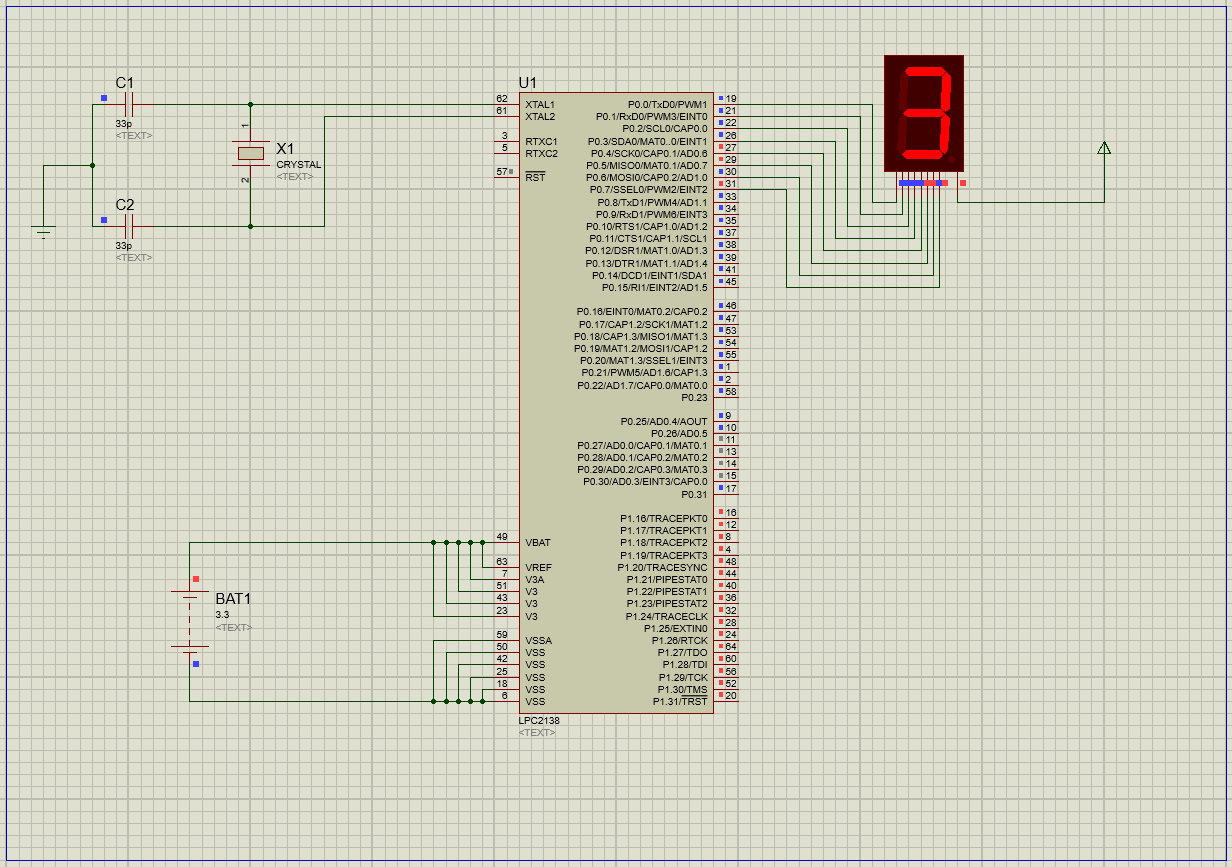 C1
33p
<TEXT>
1
X1
CRYSTAL
<TEXT>
2
C2
33p
<TEXT>
U1
62 XTAL1 P0.0/TxD0/PWM1 19
61 XTAL2 P0.1/RxD0/PWM3/EINT0 21
P0.2/SCL0/CAP0.0 22
3 RTXC1 P0.3/SDA0/MAT0..0/EINT1 26
5 RTXC2 P0.4/SCK0/CAP0.1/AD0.6 27
P0.5/MISO0/MAT0.1/AD0.7 29
57 RST P0.6/MOSI0/CAP0.2/AD1.0 30
P0.7/SSEL0/PWM2/EINT2 31
P0.8/TxD1/PWM4/AD1.1 33
P0.9/RxD1/PWM6/EINT3 34
P0.10/RTS1/CAP1.0/AD1.2 35
P0.11/CTS1/CAP1.1/SCL1 37
P0.12/DSR1/MAT1.0/AD1.3 38
P0.13/DTR1/MAT1.1/AD1.4 39
P0.14/DCD1/EINT1/SDA1 41
P0.15/RI1/EINT2/AD1.5 45
P0.16/EINT0/MAT0.2/CAP0.2 46
P0.17/CAP1.2/SCK1/MAT1.2 47
P0.18/CAP1.3/MISO1/MAT1.3 53
P0.19/MAT1.2/MOSI1/CAP1.2 54
P0.20/MAT1.3/SSEL1/EINT3 55
P0.21/PWM5/AD1.6/CAP1.3 1
P0.22/AD1.7/CAP0.0/MAT0.0 2
P0.23 58
P0.25/AD0.4/AOUT 9
P0.26/AD0.5 10
P0.27/AD0.0/CAP0.1/MAT0.1 11
P0.28/AD0.1/CAP0.2/MAT0.2 13
P0.29/AD0.2/CAP0.3/MAT0.3 14
P0.30/AD0.3/EINT3/CAP0.0 15
P0.31 17
P1.16/TRACEPKT0 16
P1.17/TRACEPKT1 12
49 VBAT P1.18/TRACEPKT2 8
P1.19/TRACEPKT3 4
63 VREF P1.20/TRACESYNC 48
7 V3A P1.21/PIPESTAT0 44
51 V3 P1.22/PIPESTAT1 40
43 V3 P1.23/PIPESTAT2 36
23 V3 P1.24/TRACECLK 32
P1.25/EXTIN0 28
59 VSSA P1.26/RTCK 24
50 VSS P1.27/TDO 64
42 VSS P1.28/TDI 60
25 VSS P1.29/TCK 56
18 VSS P1.30/TMS 52
6 VSS P1.31/TRST 20
LPC2138
<TEXT>
BAT1
3.3
<TEXT>
3